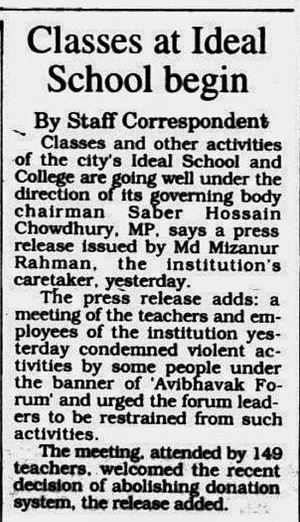 Classes at Ideal
School begin
By Staff Correspondent
Classes and other activities
of the city's Ideal School and
College are going well under the
direction of its governing body
chairman Saber Hossain
Chowdhury, MP, says a press
release issued by Md Mizanur
Rahman, the institution's
caretaker, yesterday.
The press release adds: a
meeting of the teachers and em-
ployees of the institution yes-
terday condemned violent ac-
tivities by some people under
the banner of 'Avibhavak Fo-
rum' and urged the forum lead-
ers to be restrained from such
activities.
The meeting, attended by 149
teachers, welcomed the recent
decision of abolishing donation
system, the release added.